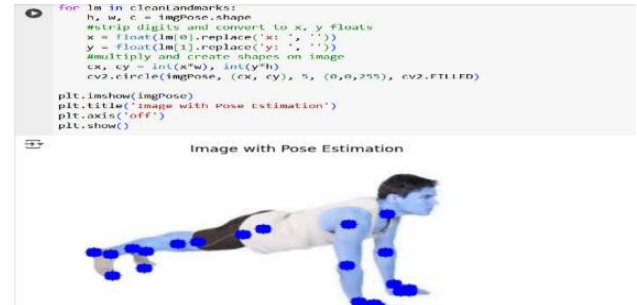 for lm in cleanLandmarks:
h, w, c = imgPose.shape
#strip digits and convert to x, y floats
x = float(lm[0].replace('x: ', ''))
y = float(lm[1].replace('y: ', ''))
#multiply and create shapes on image
cx, cy = int(x*w), int(y*h)
cv2.circle(imgPose, (cx, cy), 5, (0,0,255), cv2.FILLED)
plt.imshow(imgPose)
plt.title('Image with Pose Estimation')
plt.axis('off')
plt.show()
Image with Pose Estimation